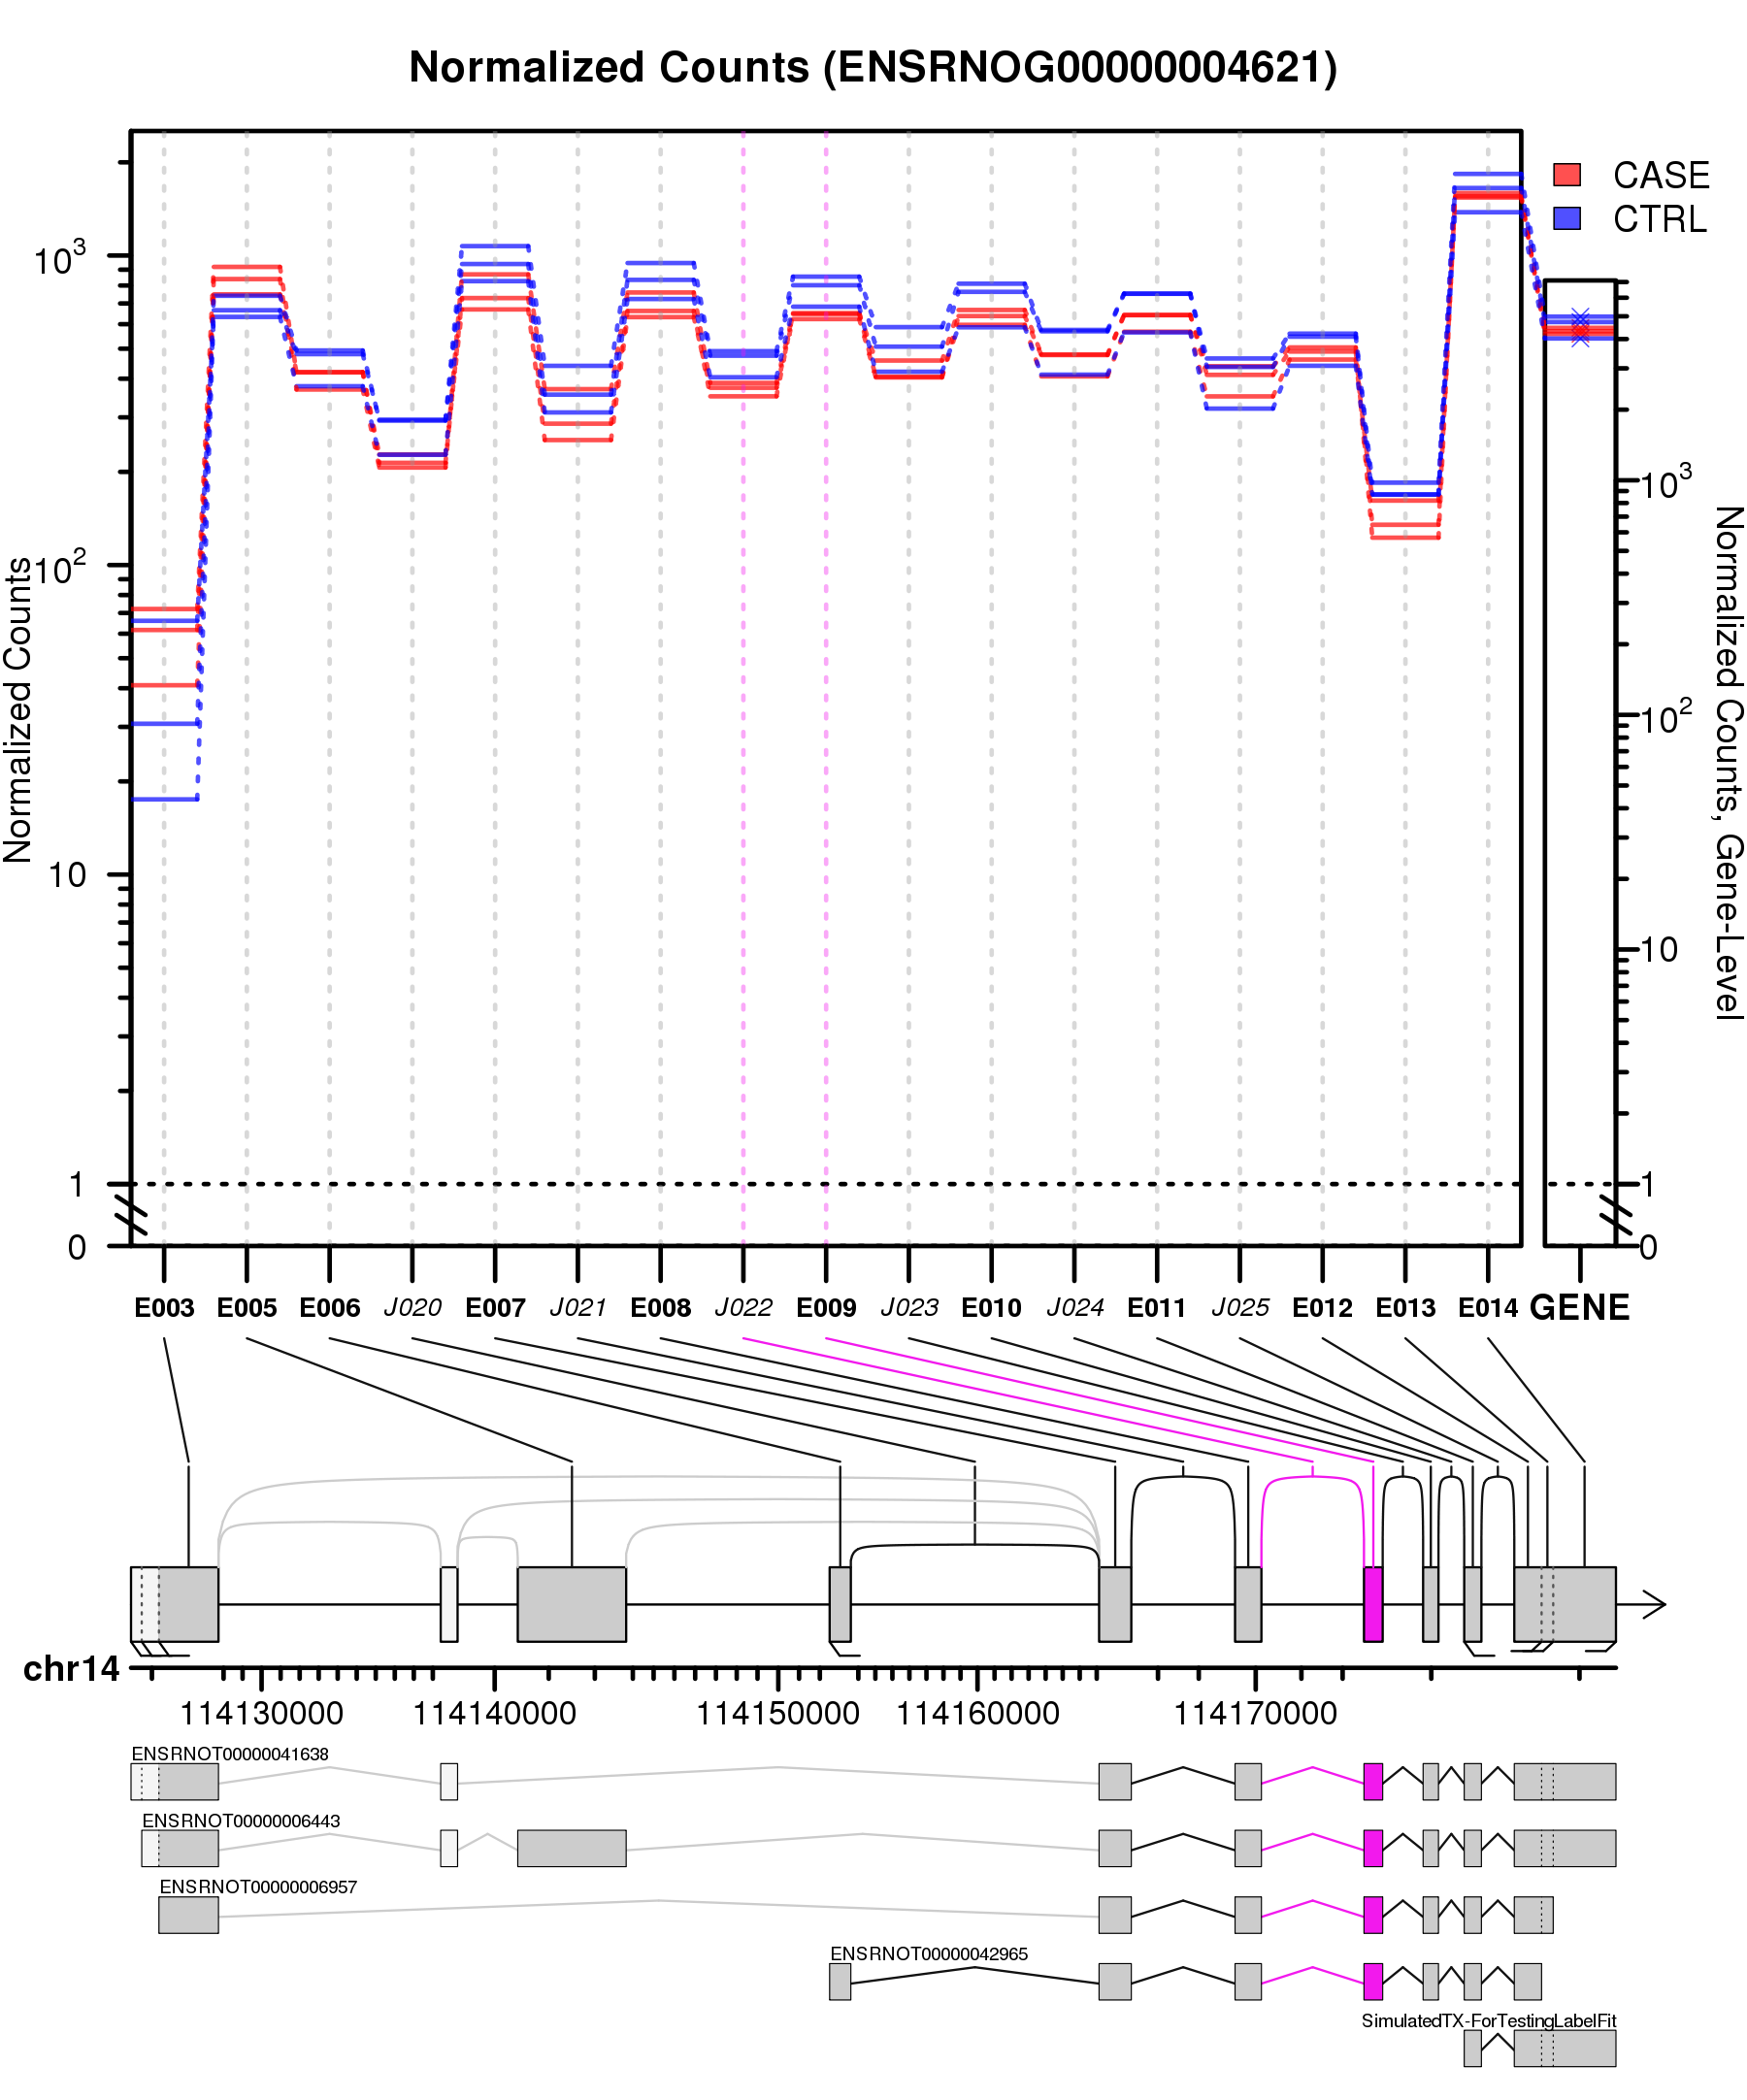 Normalized Counts (ENSRNOG00000004621)
CASE
CTRL
Normalized Counts
10³
10²
10
1
0
Normalized Counts, Gene-Level
10³
10²
10
1
0
E003 E005 E006 J020 E007 J021 E008 J022 E009 J023 E010 J024 E011 J025 E012 E013 E014 GENE
chr14
114130000 114140000 114150000 114160000 114170000
ENSRNOT00000041638
ENSRNOT00000006443
ENSRNOT00000006957
ENSRNOT00000042965
SimulatedTX-ForTestingLabelFit